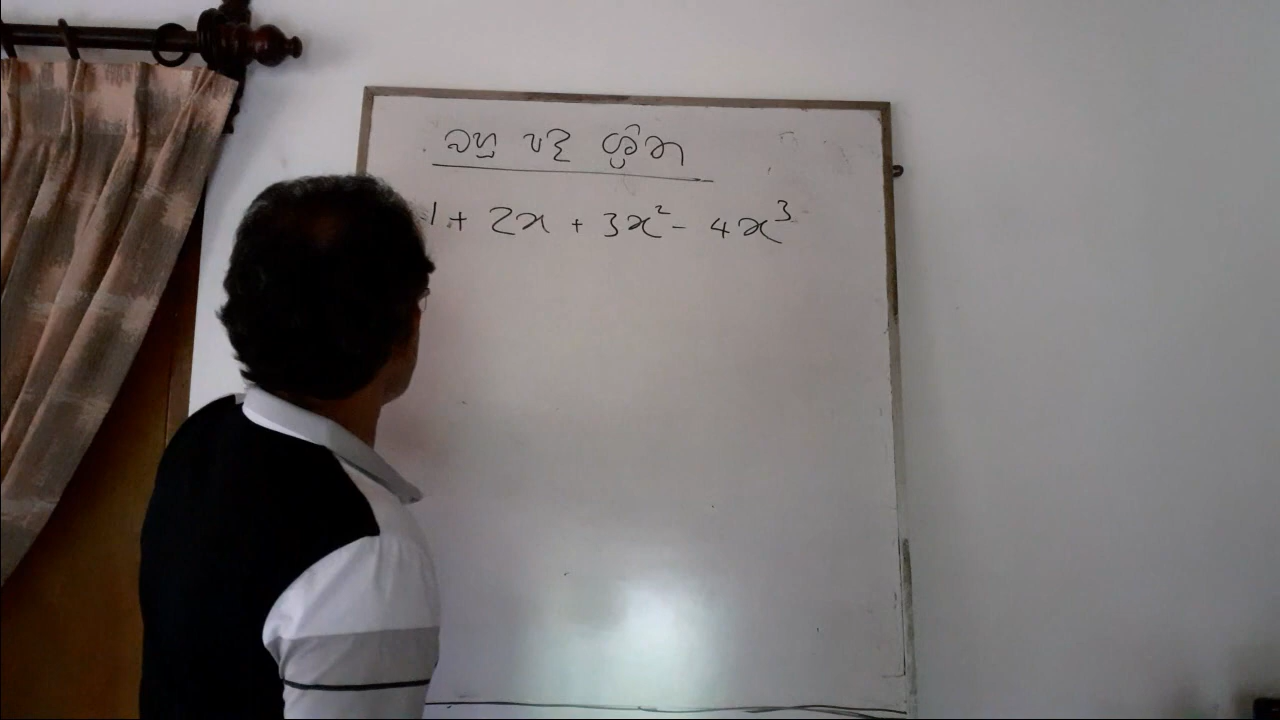 බහු පද ශ්‍රිත
1 + 2x + 3x² - 4x³